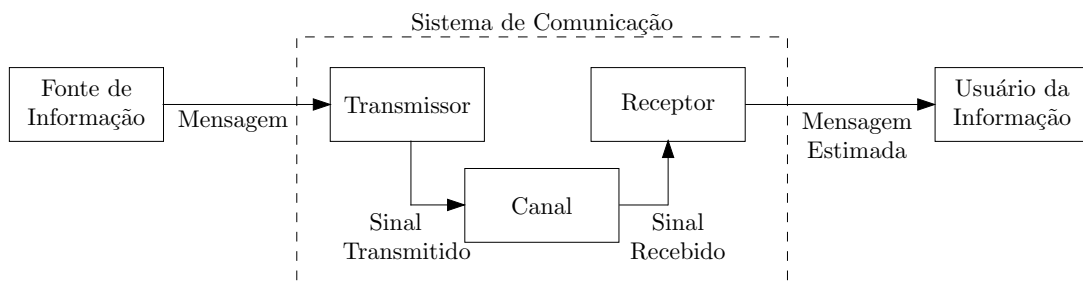 Sistema de Comunicação
Fonte de
Informação
Mensagem
Transmissor
Sinal
Transmitido
Canal
Sinal
Recebido
Receptor
Mensagem
Estimada
Usuário da
Informação